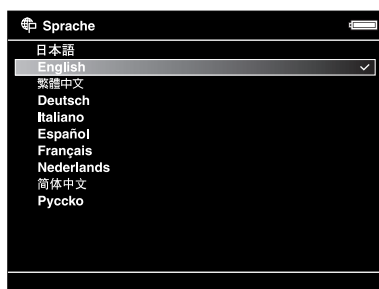 Sprache
日本語
English
繁體中文
Deutsch
Italiano
Español
Français
Nederlands
简体中文
Pyccko